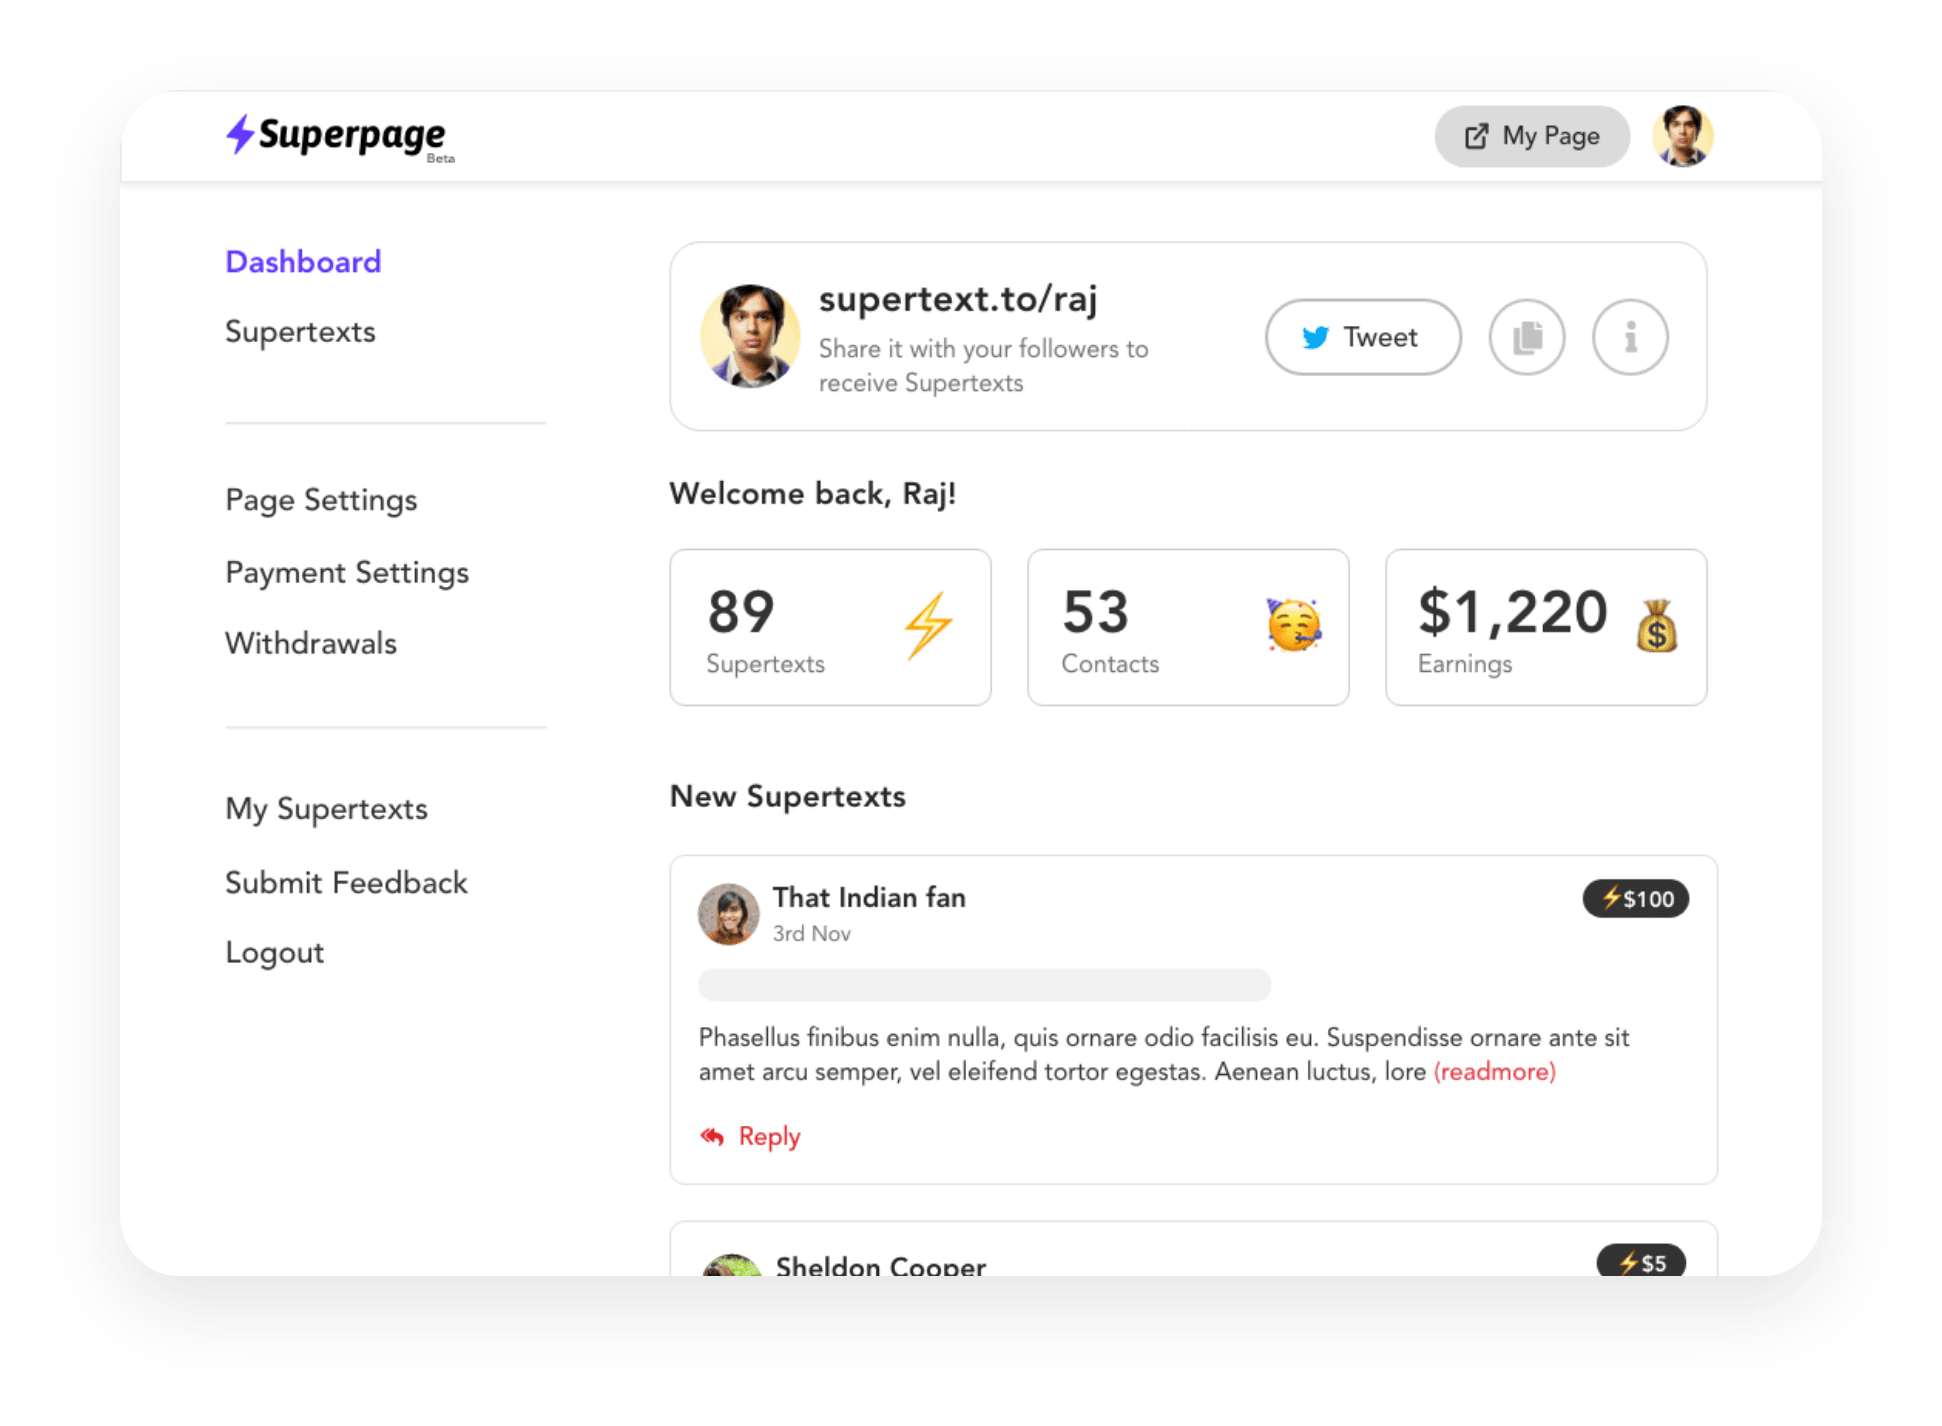 Superpage
Beta
My Page
Dashboard
Supertexts
Page Settings
Payment Settings
Withdrawals
My Supertexts
Submit Feedback
Logout
supertext.to/raj
Share it with your followers to
receive Supertexts
Tweet
Welcome back, Raj!
89
Supertexts
53
Contacts
$1,220
Earnings
New Supertexts
That Indian fan
$100
3rd Nov
Phasellus finibus enim nulla, quis ornare odio facilisis eu. Suspendisse ornare ante sit
amet arcu semper, vel eleifend tortor egestas. Aenean luctus, lore (readmore)
Reply
Sheldon Cooper
$5